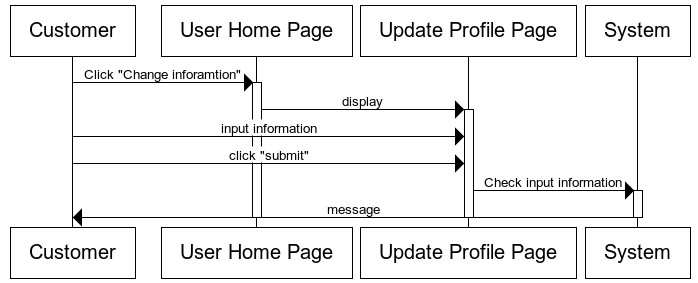 Customer User Home Page Update Profile Page System
Click "Change inforamtion"
display
input information
click "submit"
Check input information
message
Customer User Home Page Update Profile Page System